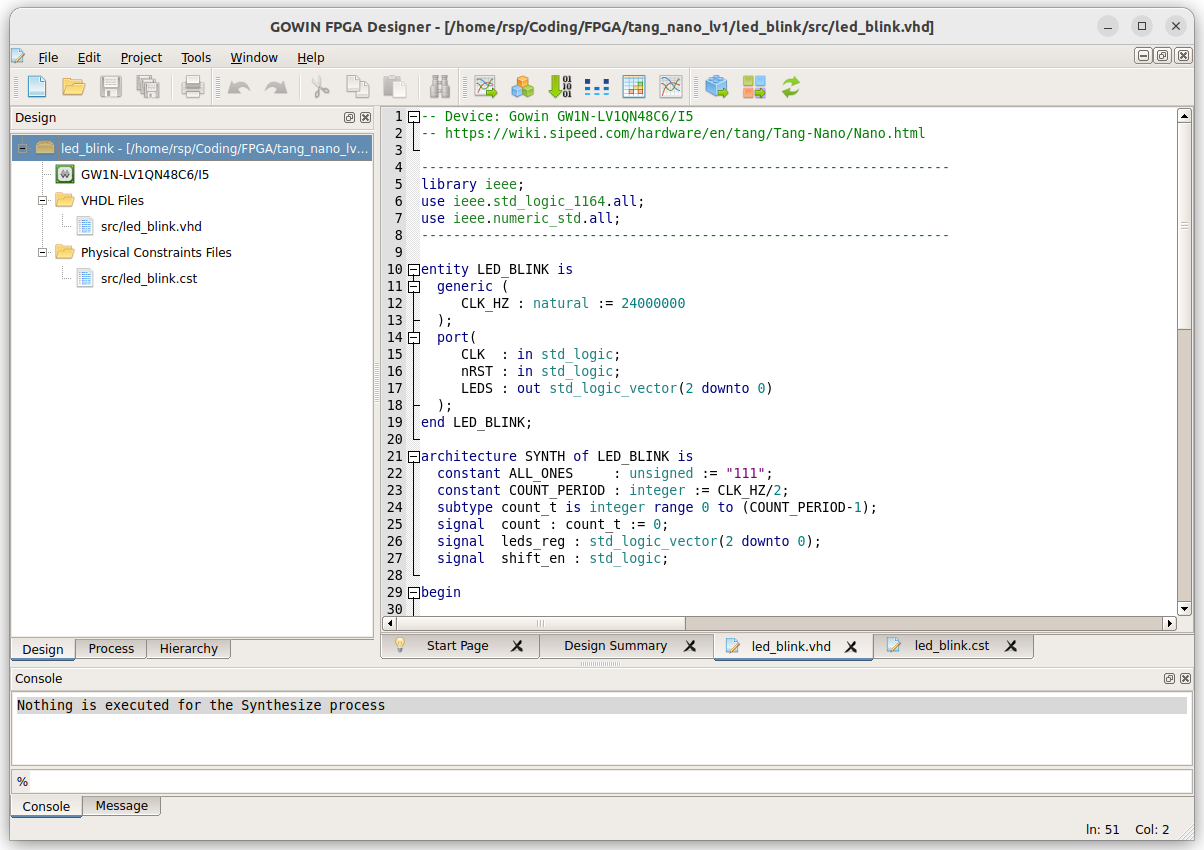 GOWIN FPGA Designer - [/home/rsp/Coding/FPGA/tang_nano_lv1/led_blink/src/led_blink.vhd]
File Edit Project Tools Window Help
Design
led_blink - [/home/rsp/Coding/FPGA/tang_nano_lv...
GW1N-LV1QN48C6/I5
VHDL Files
src/led_blink.vhd
Physical Constraints Files
src/led_blink.cst
Design Process Hierarchy
1 -- Device: Gowin GW1N-LV1QN48C6/I5
2 -- https://wiki.sipeed.com/hardware/en/tang/Tang-Nano/Nano.html
3
4 ------------------------------------------------------------------
5 library ieee;
6 use ieee.std_logic_1164.all;
7 use ieee.numeric_std.all;
8 ------------------------------------------------------------------
9
10 entity LED_BLINK is
11   generic (
12      CLK_HZ : natural := 24000000
13   );
14   port(
15      CLK  : in std_logic;
16      nRST : in std_logic;
17      LEDS : out std_logic_vector(2 downto 0)
18   );
19 end LED_BLINK;
20
21 architecture SYNTH of LED_BLINK is
22   constant ALL_ONES     : unsigned := "111";
23   constant COUNT_PERIOD : integer := CLK_HZ/2;
24   subtype count_t is integer range 0 to (COUNT_PERIOD-1);
25   signal  count : count_t := 0;
26   signal  leds_reg : std_logic_vector(2 downto 0);
27   signal  shift_en : std_logic;
28
29 begin
30
Start Page Design Summary led_blink.vhd led_blink.cst
Console
Nothing is executed for the Synthesize process
%
Console Message
ln: 51 Col: 2